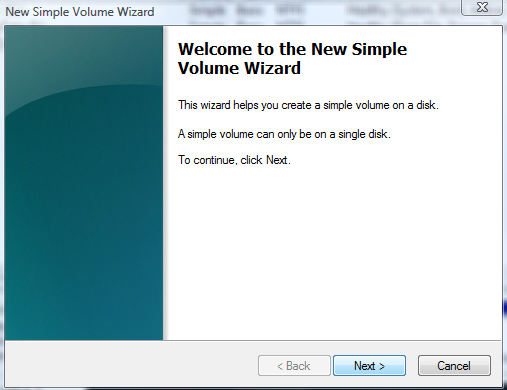 New Simple Volume Wizard
Welcome to the New Simple
Volume Wizard
This wizard helps you create a simple volume on a disk.
A simple volume can only be on a single disk.
To continue, click Next.
< Back
Next >
Cancel